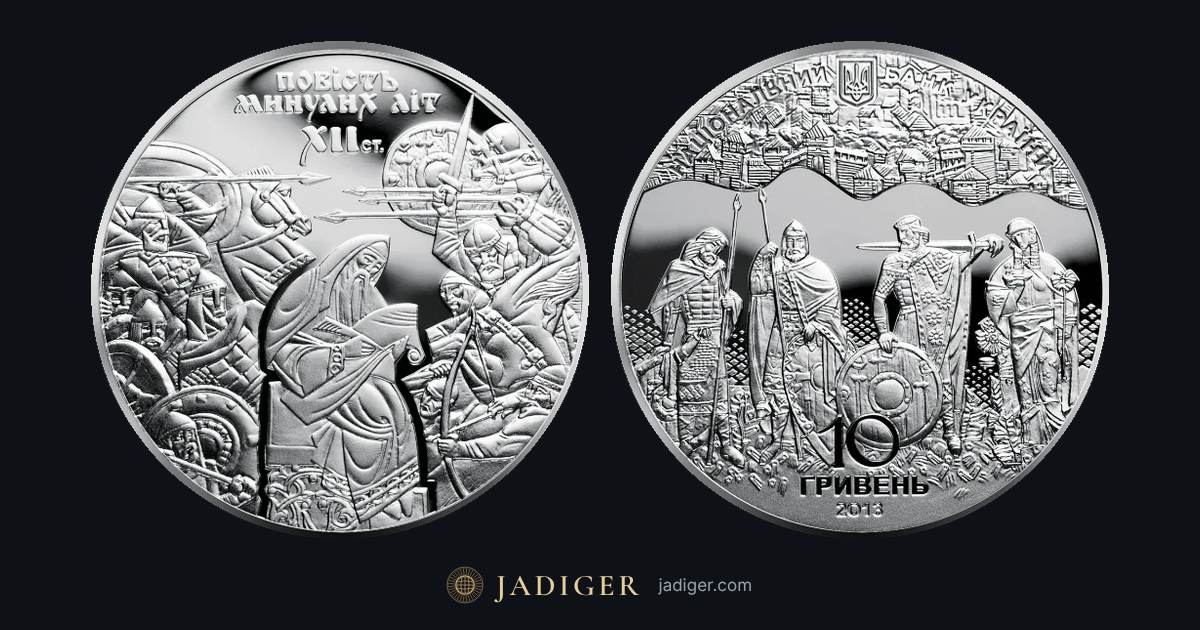 ПОВІСТЬ
МИНУЛИХ ЛІТ
XII ст.
НАЦІОНАЛЬНИЙ БАНК УКРАЇНИ
10
ГРИВЕНЬ
2013
JADIGER jadiger.com